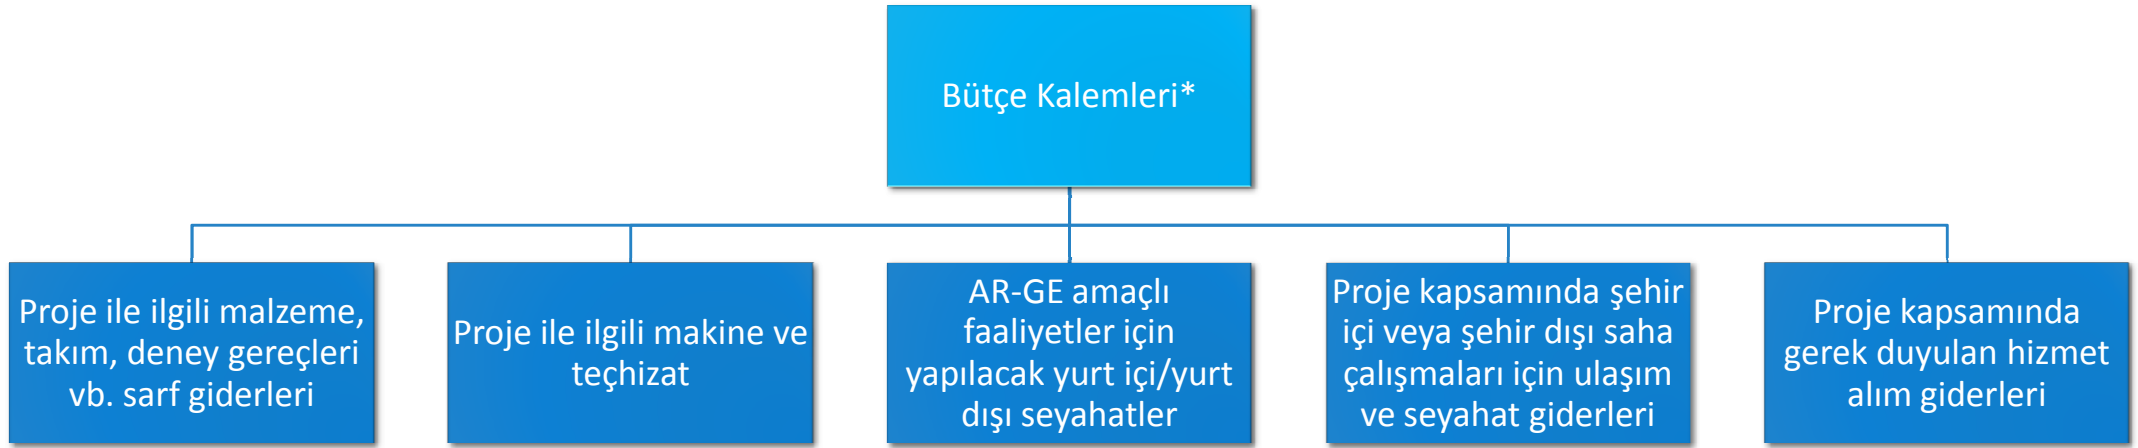 Bütçe Kalemleri*
Proje ile ilgili malzeme,
takım, deney gereçleri
vb. sarf giderleri
Proje ile ilgili makine ve
teçhizat
AR-GE amaçlı
faaliyetler için
yapılacak yurt içi/yurt
dışı seyahatler
Proje kapsamında şehir
içi veya şehir dışı saha
çalışmaları için ulaşım
ve seyahat giderleri
Proje kapsamında
gerek duyulan hizmet
alım giderleri